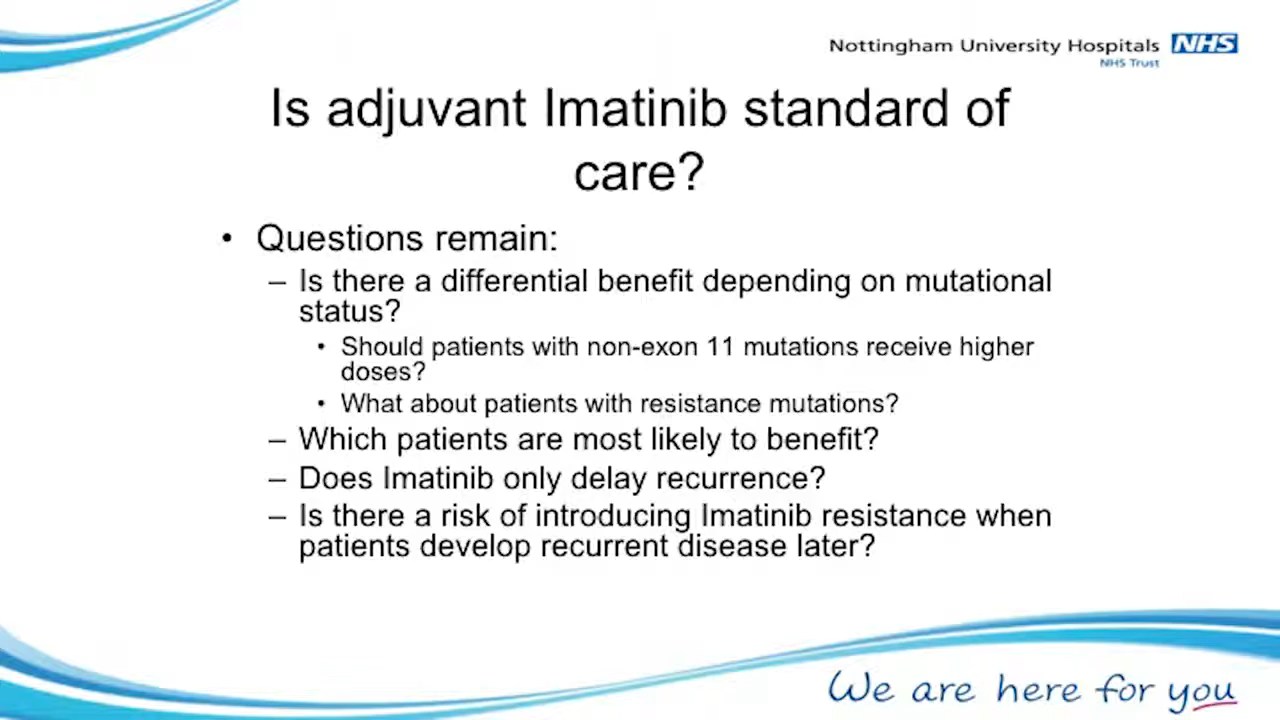 Nottingham University Hospitals NHS
NHS Trust
Is adjuvant Imatinib standard of
care?
• Questions remain:
– Is there a differential benefit depending on mutational
status?
• Should patients with non-exon 11 mutations receive higher
doses?
• What about patients with resistance mutations?
– Which patients are most likely to benefit?
– Does Imatinib only delay recurrence?
– Is there a risk of introducing Imatinib resistance when
patients develop recurrent disease later?
We are here for you